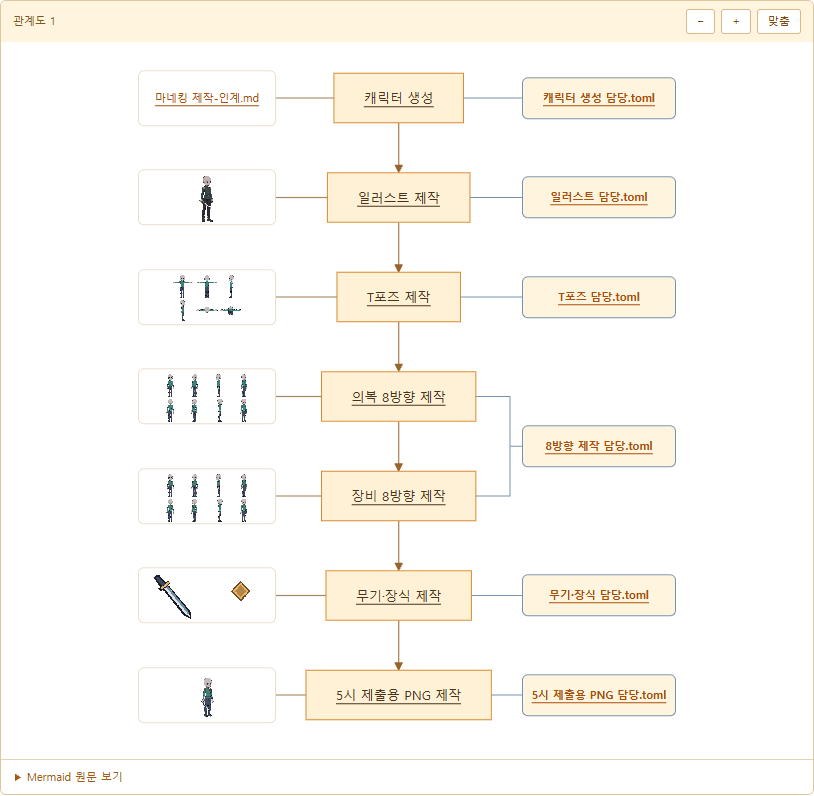 관계도 1
−
+
맞춤
마네킹 제작-인계.md
캐릭터 생성
캐릭터 생성 담당.toml
일러스트 제작
일러스트 담당.toml
T포즈 제작
T포즈 담당.toml
의복 8방향 제작
8방향 제작 담당.toml
장비 8방향 제작
무기·장식 제작
무기·장식 담당.toml
5시 제출용 PNG 제작
5시 제출용 PNG 담당.toml
▶ Mermaid 원문 보기